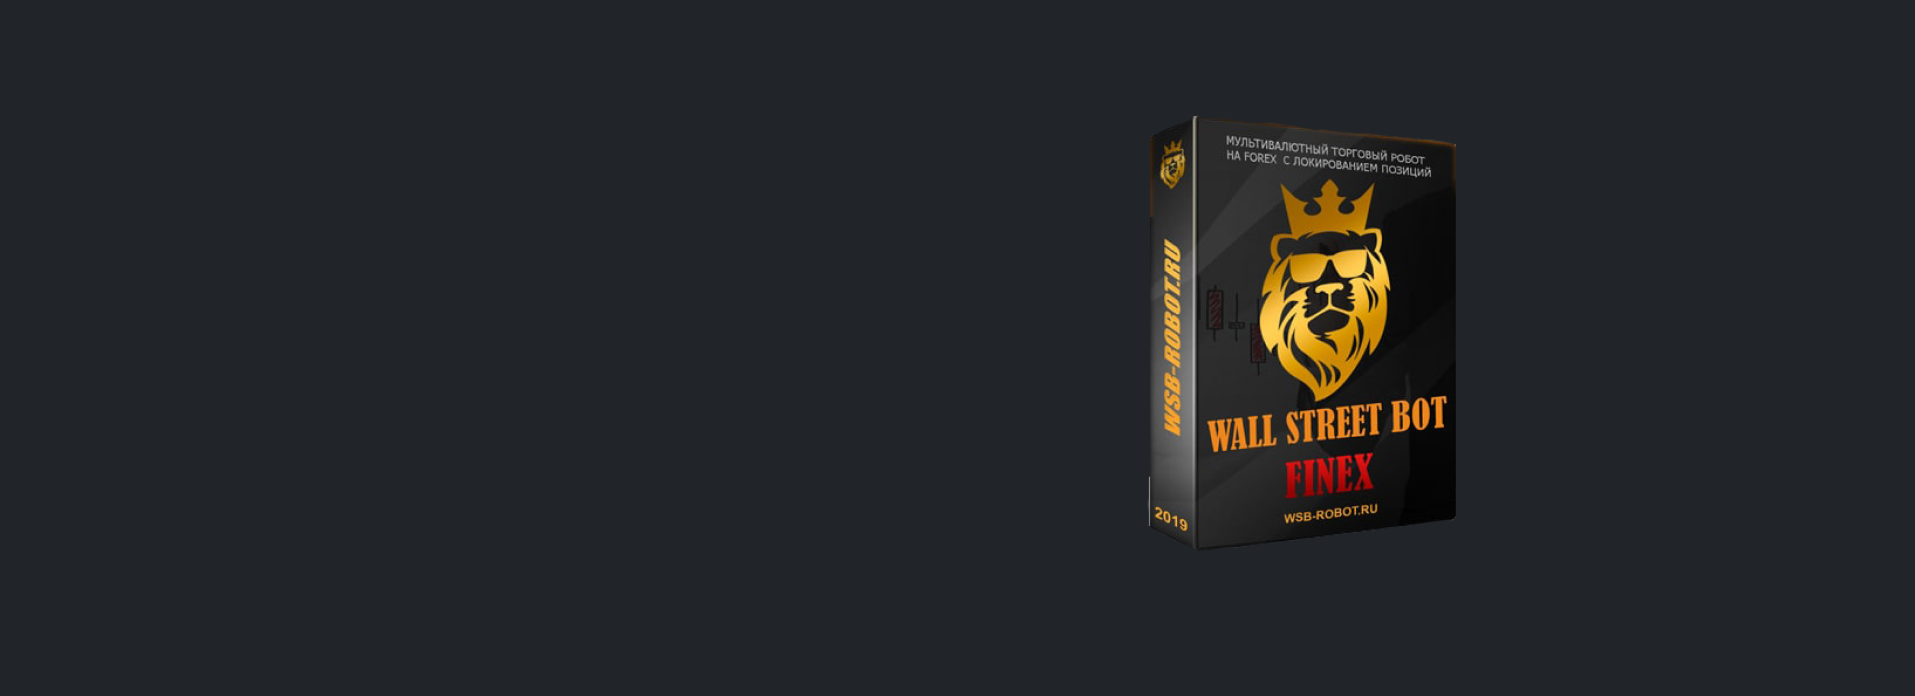 МУЛЬТИВАЛЮТНЫЙ ТОРГОВЫЙ РОБОТ
НА FOREX С ЛОКИРОВАНИЕМ ПОЗИЦИЙ
WSB-ROBOT.RU
WALL STREET BOT
FINEX
WSB-ROBOT.RU
2019